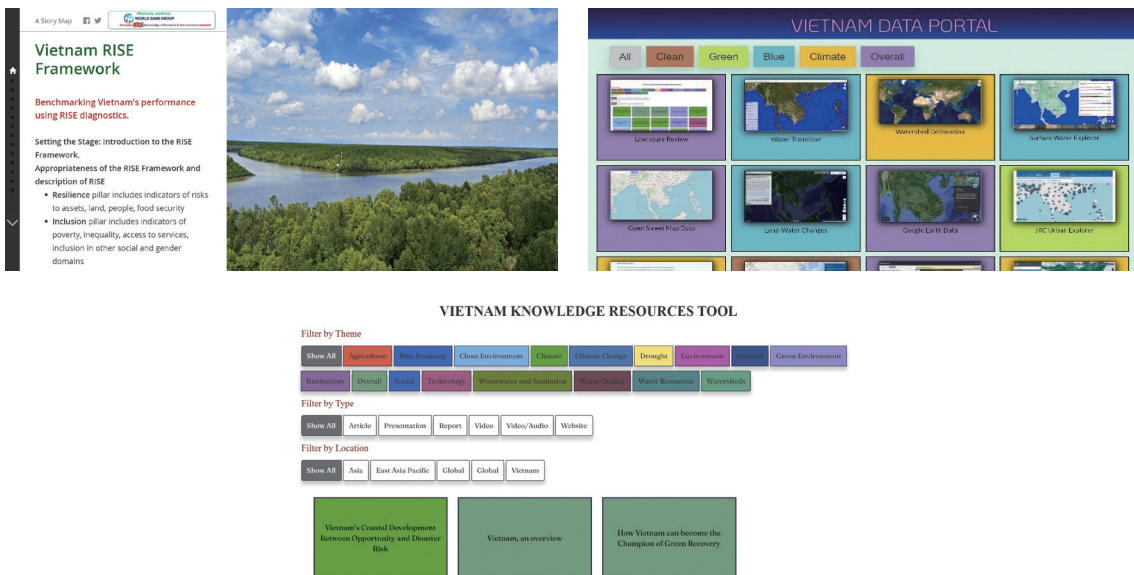 A Story Map
WORLD BANK GROUP
Vietnam RISE
Framework
Benchmarking Vietnam's performance
using RISE diagnostics.
Setting the Stage: Introduction to the RISE
Framework.
Appropriateness of the RISE Framework and
description of RISE
• Resilience pillar includes indicators of risks
to assets, land, people, food security
• Inclusion pillar includes indicators of
poverty, inequality, access to services,
inclusion in other social and gender
domains
VIETNAM DATA PORTAL
All Clean Green Blue Climate Overall
Literature Review Water Transition Watershed Delineation Surface Water Explorer
Open Street Map Data Land-Water Changes Google Earth Data JRC Urban Explorer
VIETNAM KNOWLEDGE RESOURCES TOOL
Filter by Theme
Show All Agriculture Blue Economy Clean Environment Climate Climate Change Drought Environment General Green Environment
Institutions Overall Social Technology Wastewater and Sanitation Water Quality Water Resources Watersheds
Filter by Type
Show All Article Presentation Report Video Video/Audio Website
Filter by Location
Show All Asia East Asia Pacific Global Global Vietnam
Vietnam's Coastal Development
Between Opportunity and Disaster
Risk
Vietnam, an overview
How Vietnam can become the
Champion of Green Recovery